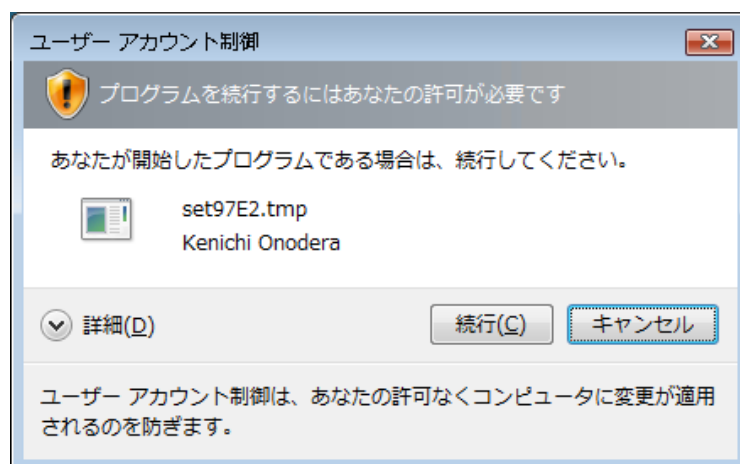 ユーザー アカウント制御
プログラムを続行するにはあなたの許可が必要です
あなたが開始したプログラムである場合は、続行してください。
set97E2.tmp
Kenichi Onodera
詳細(D)
続行(C)
キャンセル
ユーザー アカウント制御は、あなたの許可なくコンピュータに変更が適用
されるのを防ぎます。